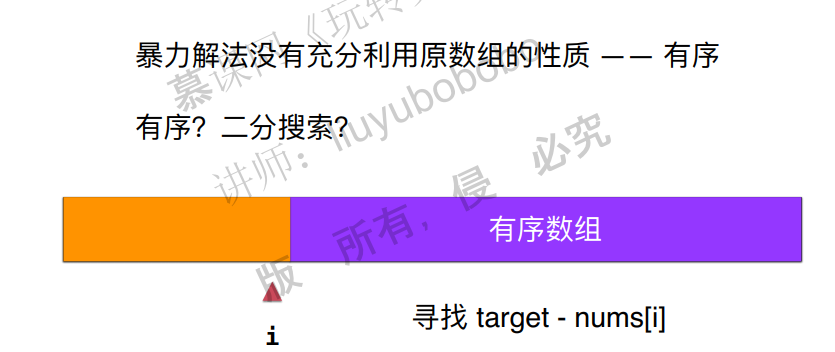 暴力解法没有充分利用原数组的性质 —— 有序
有序？二分搜索？
慕课网《玩转
讲师：liuyubobobo
版 所有，侵 必究
有序数组
i
寻找 target - nums[i]